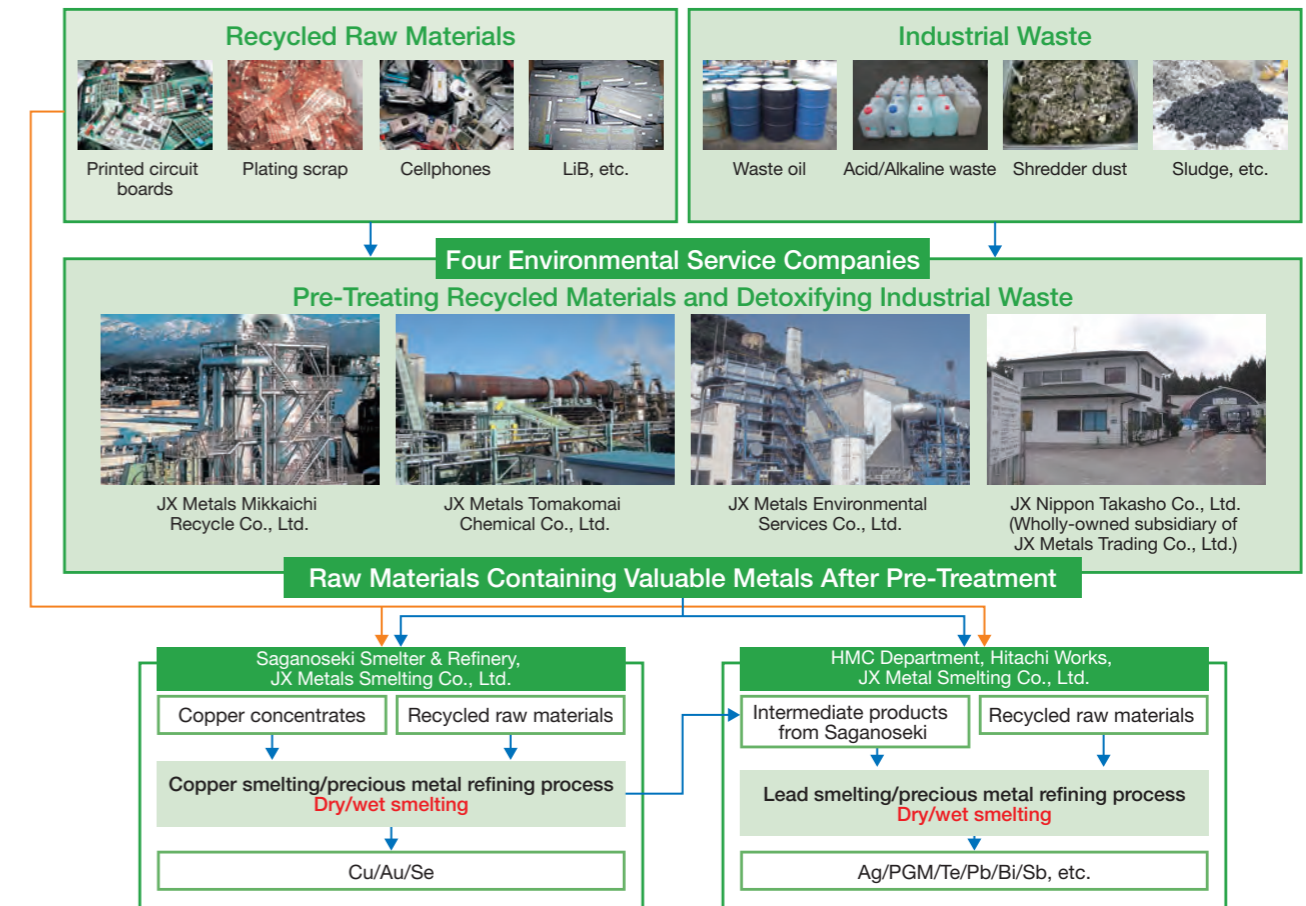 Recycled Raw Materials
Printed circuit
boards
Plating scrap
Cellphones
LiB, etc.
Industrial Waste
Waste oil
Acid/Alkaline waste
Shredder dust
Sludge, etc.
Four Environmental Service Companies
Pre-Treating Recycled Materials and Detoxifying Industrial Waste
JX Metals Mikkaichi
Recycle Co., Ltd.
JX Metals Tomakomai
Chemical Co., Ltd.
JX Metals Environmental
Services Co., Ltd.
JX Nippon Takasho Co., Ltd.
(Wholly-owned subsidiary of
JX Metals Trading Co., Ltd.)
Raw Materials Containing Valuable Metals After Pre-Treatment
Saganoseki Smelter & Refinery,
JX Metals Smelting Co., Ltd.
Copper concentrates
Recycled raw materials
Copper smelting/precious metal refining process
Dry/wet smelting
Cu/Au/Se
HMC Department, Hitachi Works,
JX Metal Smelting Co., Ltd.
Intermediate products
from Saganoseki
Recycled raw materials
Lead smelting/precious metal refining process
Dry/wet smelting
Ag/PGM/Te/Pb/Bi/Sb, etc.